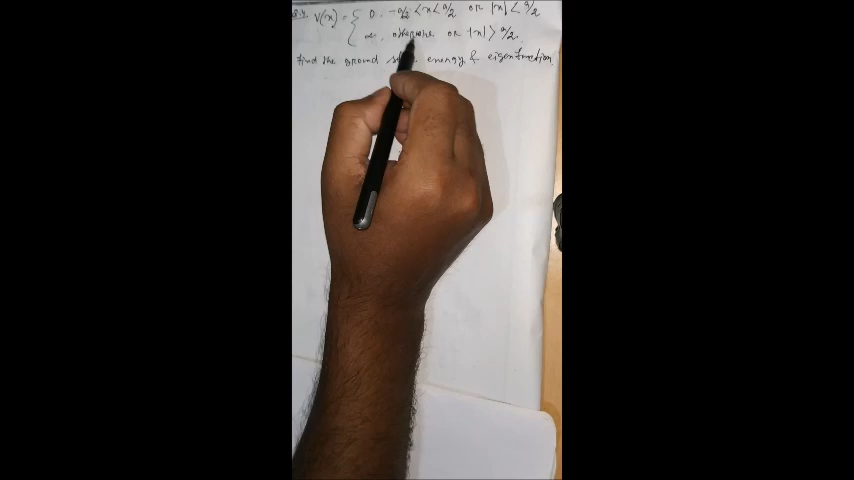 V(x) = { 0, -a/2 < x < a/2 or |x| < a/2
∞, otherwise or |x| > a/2.
Find the ground energy & eigenfunction.